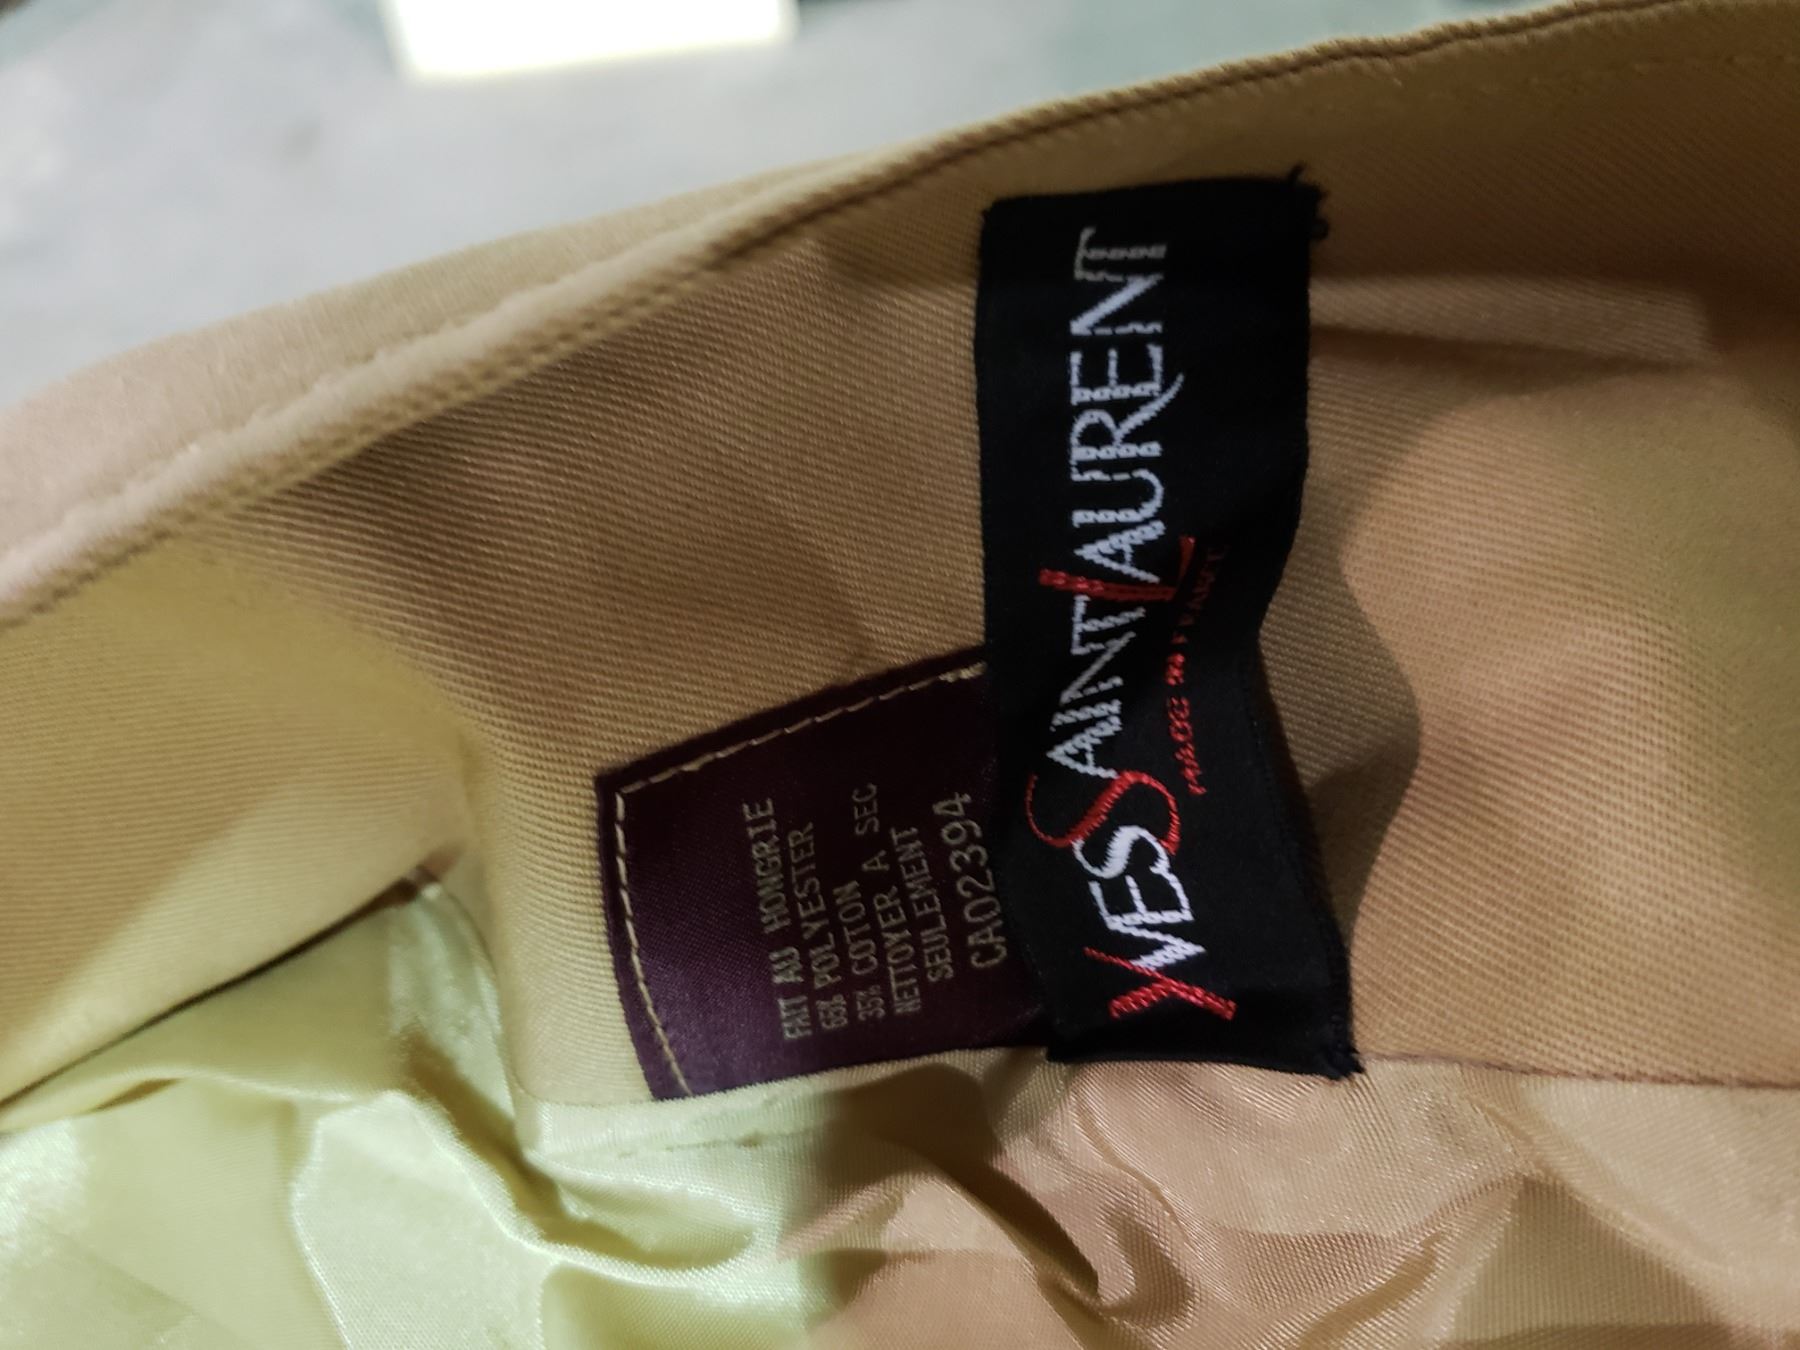 YVES SAINT LAURENT
FAIT AU HONGRIE
65% POLYESTER
35% COTON
NETTOYER A SEC
SEULEMENT
CA02394